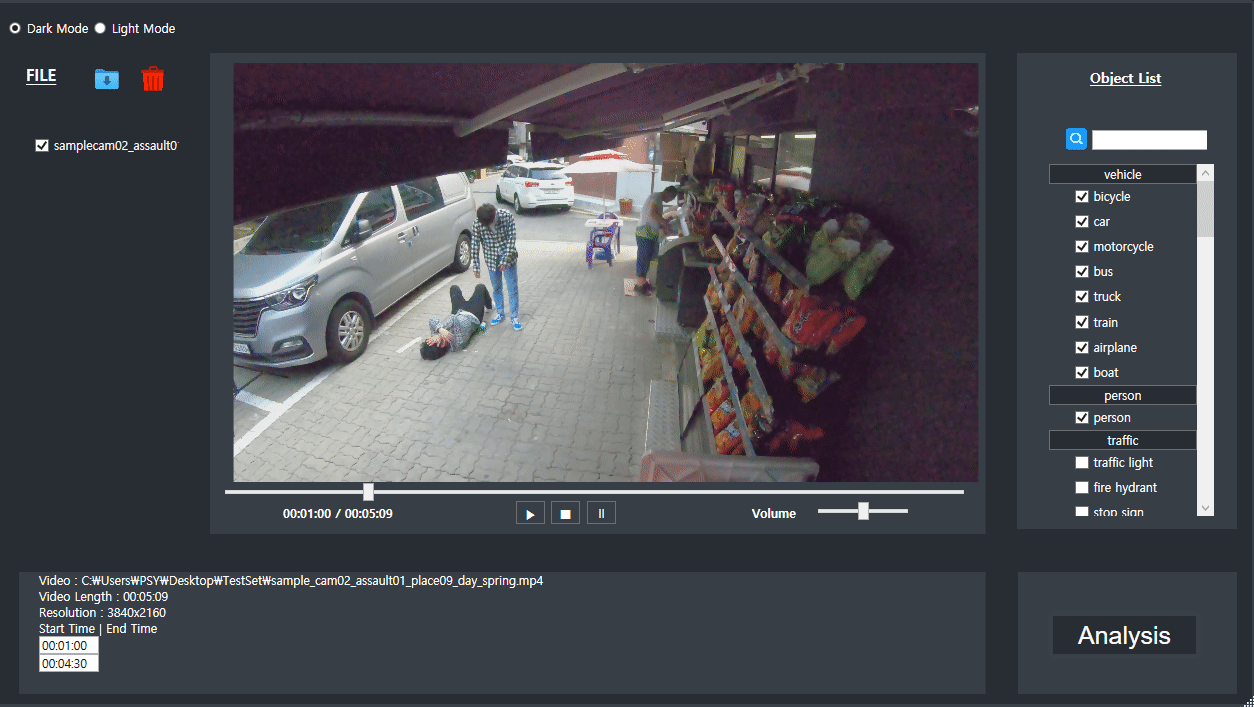 Dark Mode Light Mode
FILE
samplecam02_assault0
00:01:00 / 00:05:09
Volume
Object List
vehicle
bicycle
car
motorcycle
bus
truck
train
airplane
boat
person
person
traffic
traffic light
fire hydrant
stop sign
Video : C:₩Users₩PSY₩Desktop₩TestSet₩sample_cam02_assault01_place09_day_spring.mp4
Video Length : 00:05:09
Resolution : 3840x2160
Start Time | End Time
00:01:00
00:04:30
Analysis